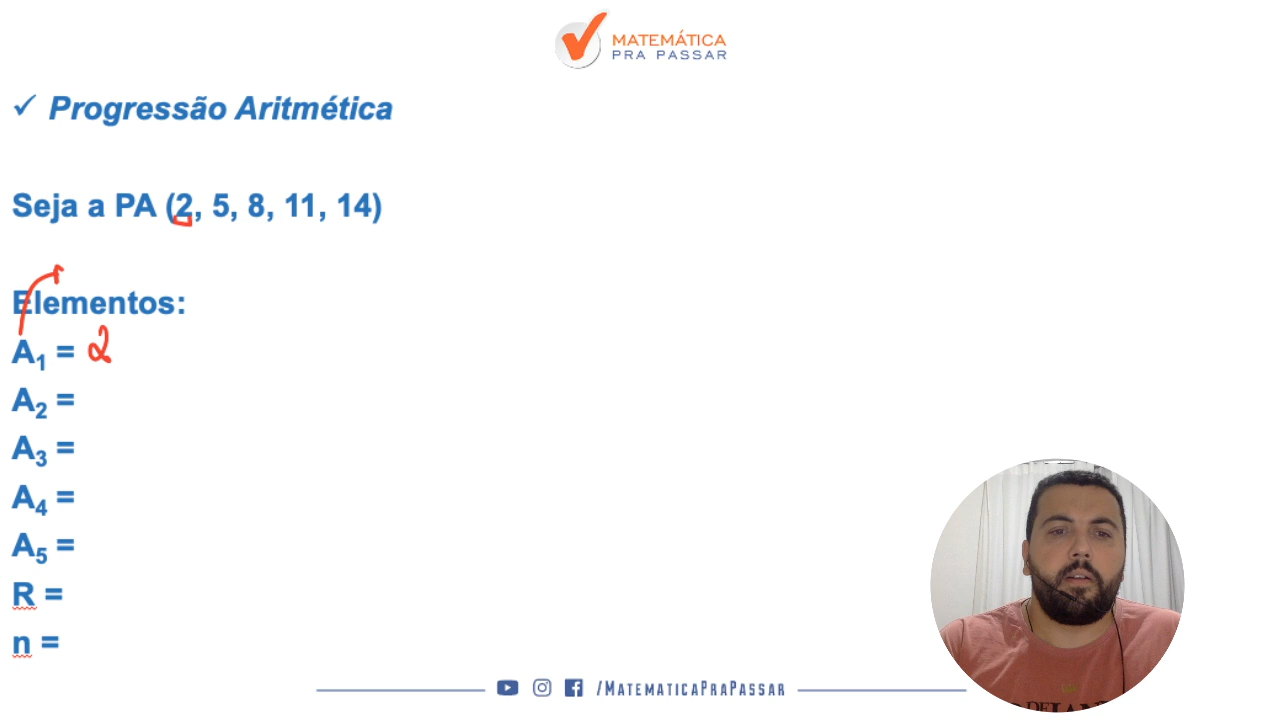 MATEMÁTICA
PRA PASSAR
✓ Progressão Aritmética
Seja a PA (2, 5, 8, 11, 14)
Elementos:
A₁ = 2
A₂ =
A₃ =
A₄ =
A₅ =
R =
n =
/MATEMATICAPRAPASSAR